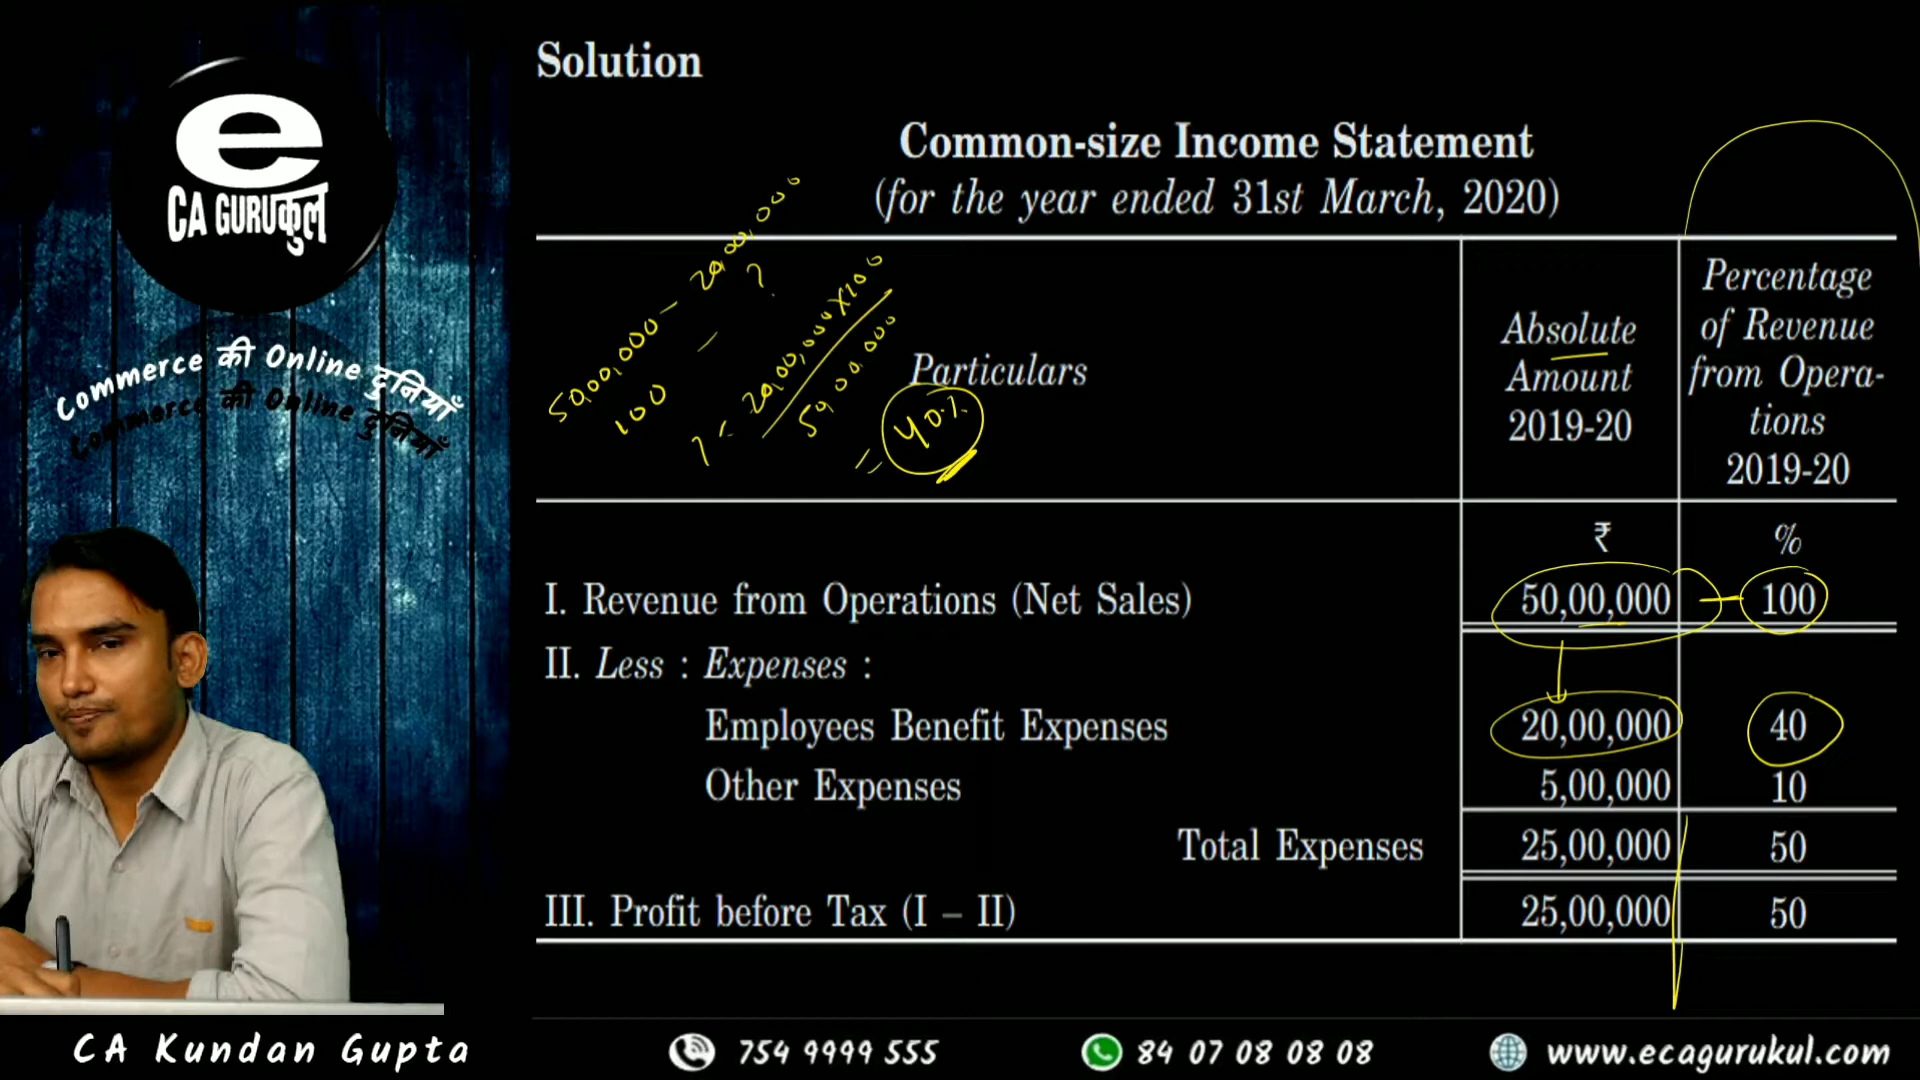 e
CA GURUकुल
Commerce की Online दुनियाँ
Commerce की Online दुनियाँ
CA Kundan Gupta
Solution
Common-size Income Statement
(for the year ended 31st March, 2020)
50,00,000 – 20,00,000
100 – ?
? = 20,00,000 X 100
50,00,000
= 40%
Particulars
Absolute
Amount
2019-20
Percentage
of Revenue
from Opera-
tions
2019-20
₹ %
I. Revenue from Operations (Net Sales) 50,00,000 – 100
II. Less : Expenses :
Employees Benefit Expenses 20,00,000 40
Other Expenses 5,00,000 10
Total Expenses 25,00,000 50
III. Profit before Tax (I – II) 25,00,000 50
754 9999 555
84 07 08 08 08
www.ecagurukul.com